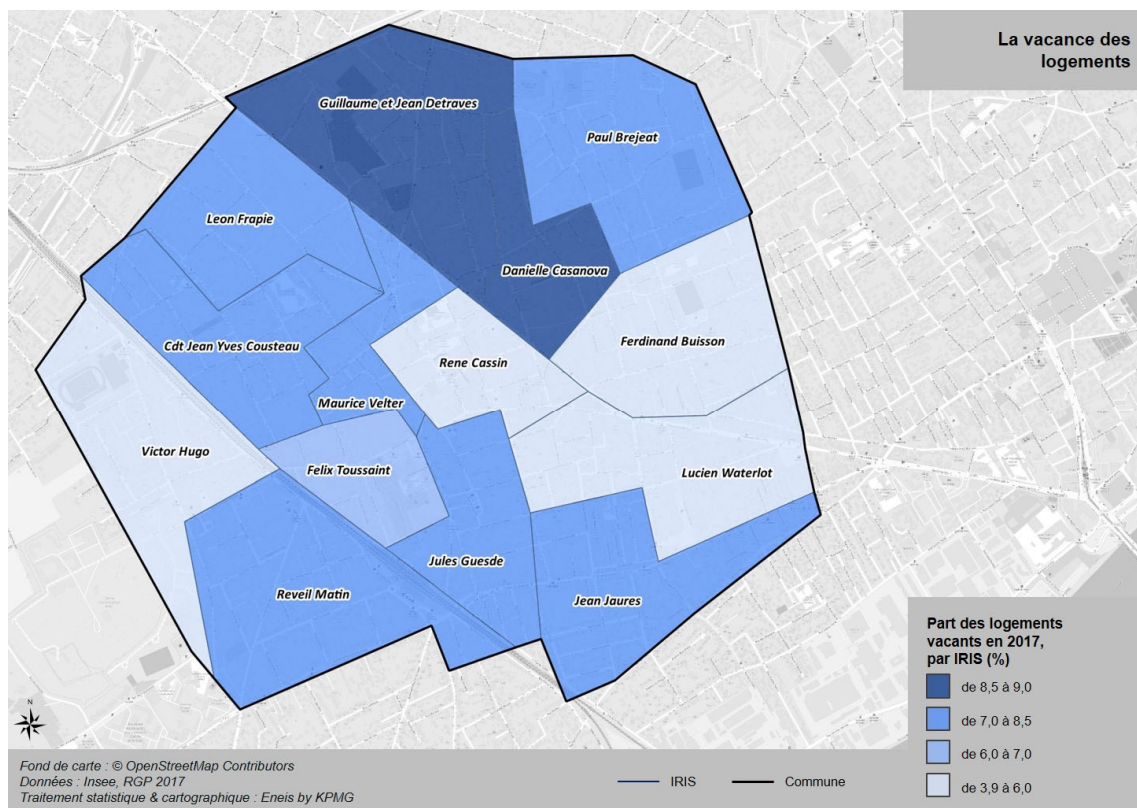 La vacance des
logements
Guillaume et Jean Detraves
Paul Brejeat
Leon Frapie
Danielle Casanova
Cdt Jean Yves Cousteau
Ferdinand Buisson
Rene Cassin
Maurice Velter
Victor Hugo
Felix Toussaint
Lucien Waterlot
Jules Guesde
Reveil Matin
Jean Jaures
Part des logements
vacants en 2017,
par IRIS (%)
de 8,5 à 9,0
de 7,0 à 8,5
de 6,0 à 7,0
de 3,9 à 6,0
N
Fond de carte : © OpenStreetMap Contributors
Données : Insee, RGP 2017
Traitement statistique & cartographique : Eneis by KPMG
IRIS
Commune